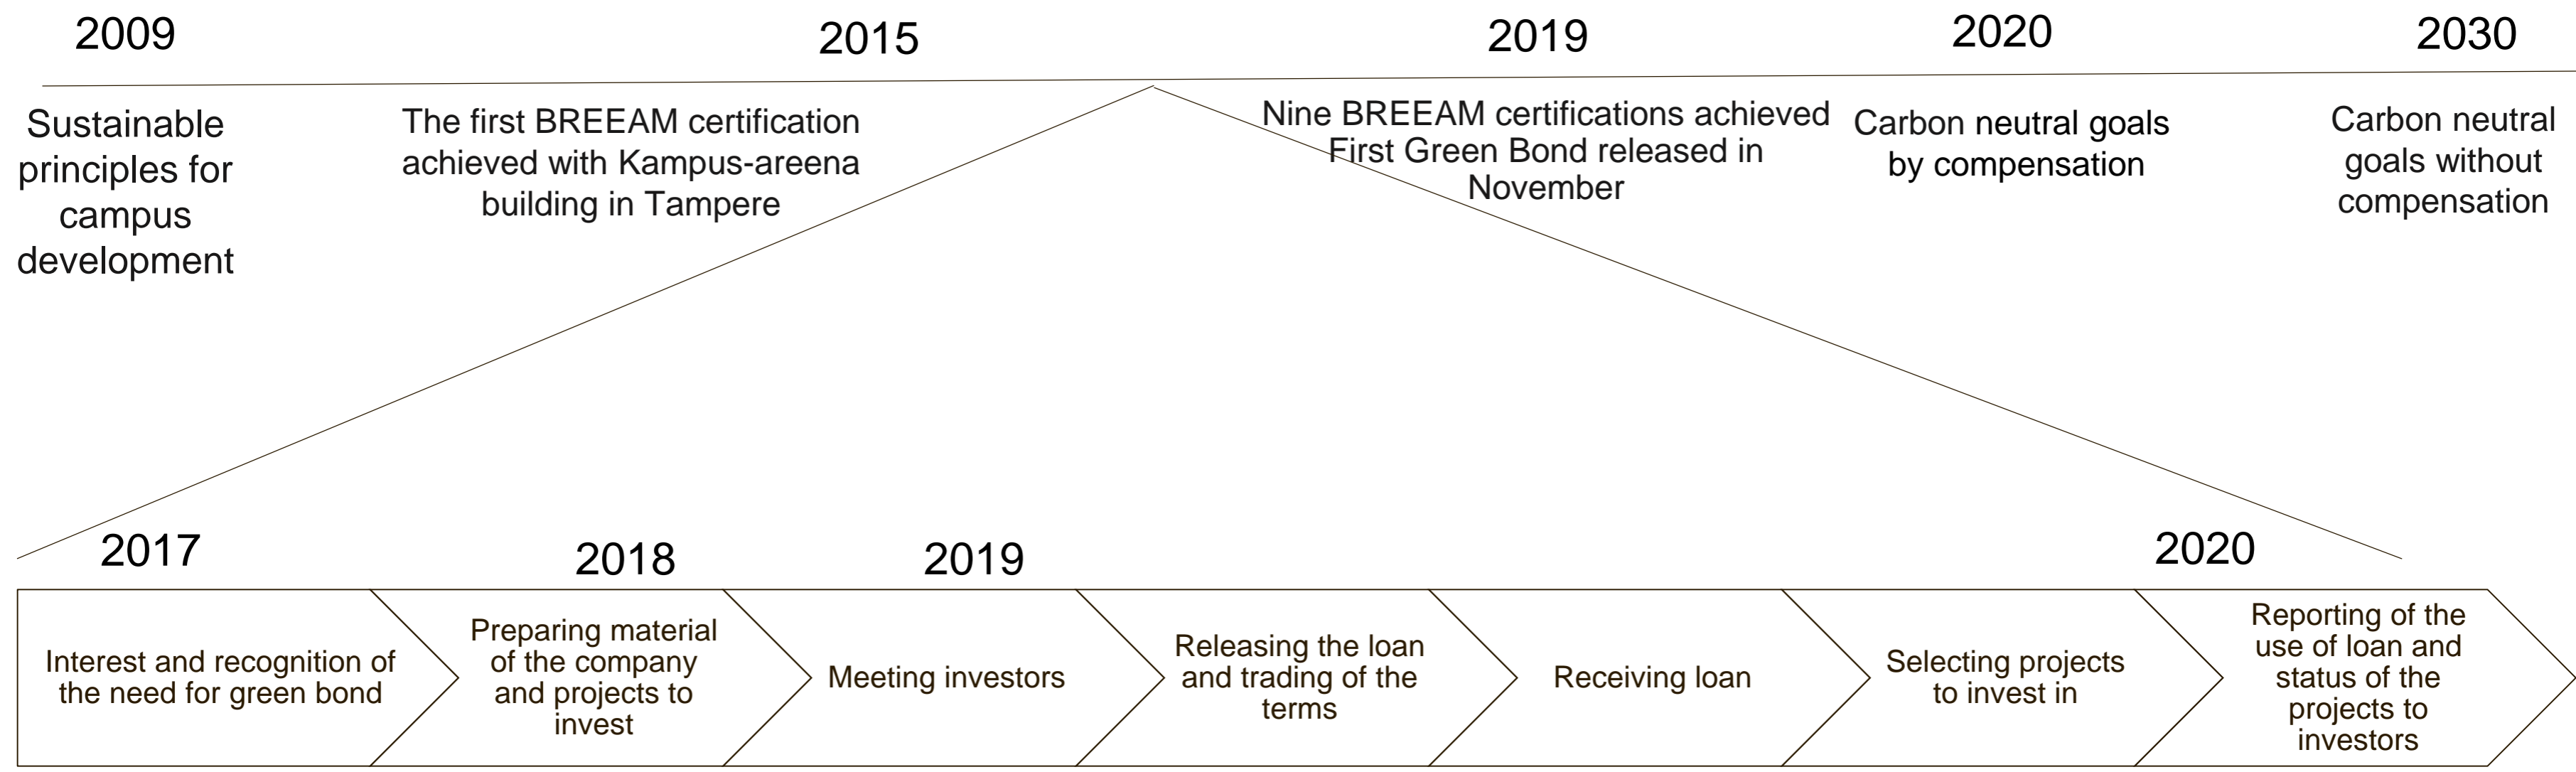 2009
2015
2019
2020
2030
Sustainable
principles for
campus
development
The first BREEAM certification
achieved with Kampus-areena
building in Tampere
Nine BREEAM certifications achieved
First Green Bond released in
November
Carbon neutral goals
by compensation
Carbon neutral
goals without
compensation
2017
2018
2019
2020
Interest and recognition of
the need for green bond
Preparing material
of the company
and projects to
invest
Meeting investors
Releasing the loan
and trading of the
terms
Receiving loan
Selecting projects
to invest in
Reporting of the
use of loan and
status of the
projects to
investors